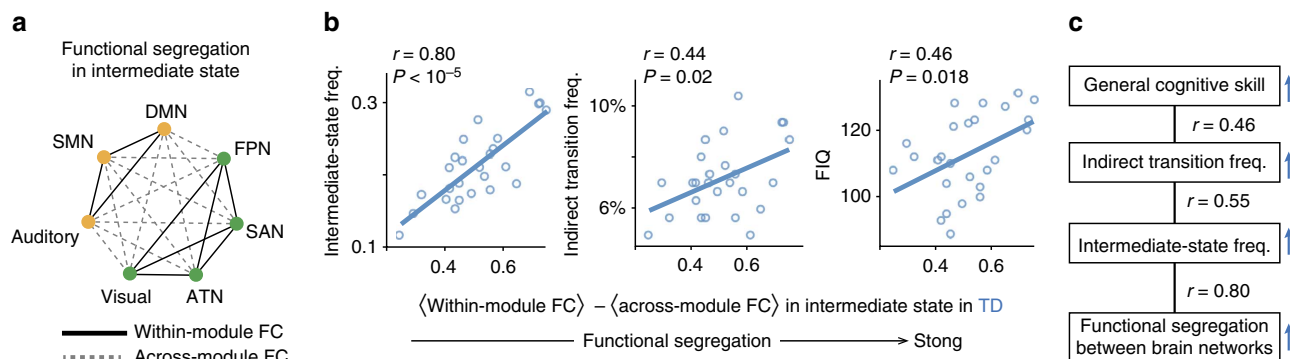 a
Functional segregation
in intermediate state
DMN
SMN
FPN
Auditory
SAN
Visual
ATN
Within-module FC
Across-module FC
b
r = 0.80
P < 10⁻⁵
Intermediate-state freq.
0.3
0.1
0.4
0.6
r = 0.44
P = 0.02
Indirect transition freq.
10%
6%
0.4
0.6
r = 0.46
P = 0.018
FIQ
120
100
0.4
0.6
⟨Within-module FC⟩ – ⟨across-module FC⟩ in intermediate state in TD
Functional segregation
Stong
c
General cognitive skill
r = 0.46
Indirect transition freq.
r = 0.55
Intermediate-state freq.
r = 0.80
Functional segregation
between brain networks